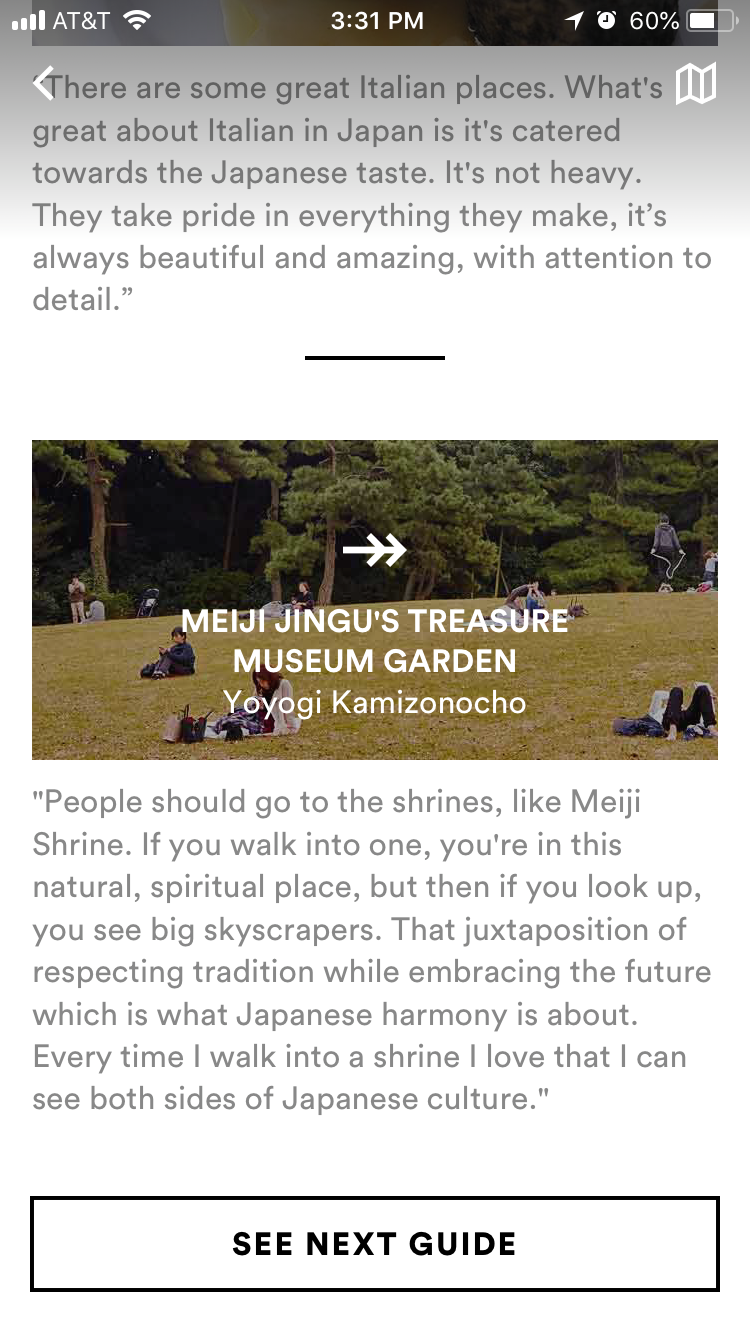 AT&T 3:31 PM 60%
“There are some great Italian places. What's
great about Italian in Japan is it's catered
towards the Japanese taste. It's not heavy.
They take pride in everything they make, it’s
always beautiful and amazing, with attention to
detail.”
MEIJI JINGU'S TREASURE
MUSEUM GARDEN
Yoyogi Kamizonocho
"People should go to the shrines, like Meiji
Shrine. If you walk into one, you're in this
natural, spiritual place, but then if you look up,
you see big skyscrapers. That juxtaposition of
respecting tradition while embracing the future
which is what Japanese harmony is about.
Every time I walk into a shrine I love that I can
see both sides of Japanese culture."
SEE NEXT GUIDE